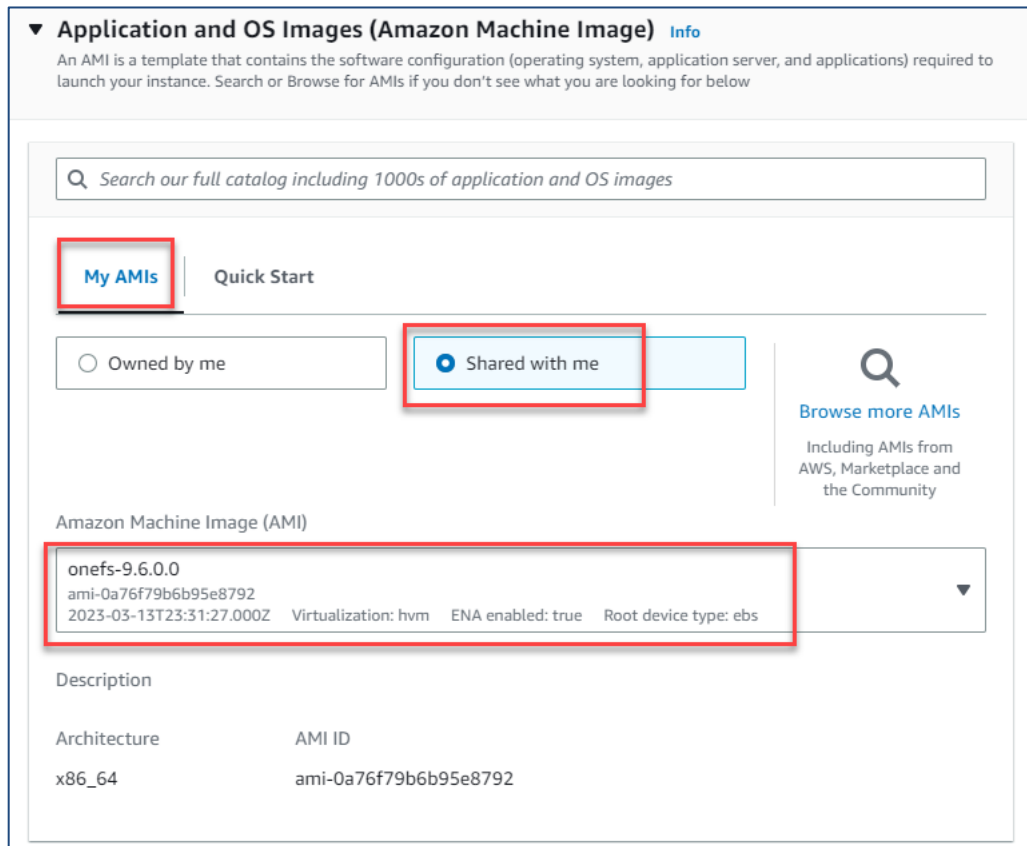 Application and OS Images (Amazon Machine Image) Info
An AMI is a template that contains the software configuration (operating system, application server, and applications) required to
launch your instance. Search or Browse for AMIs if you don't see what you are looking for below
Search our full catalog including 1000s of application and OS images
My AMIs Quick Start
Owned by me Shared with me
Browse more AMIs
Including AMIs from
AWS, Marketplace and
the Community
Amazon Machine Image (AMI)
onefs-9.6.0.0
ami-0a76f79b6b95e8792
2023-03-13T23:31:27.000Z Virtualization: hvm ENA enabled: true Root device type: ebs
Description
Architecture AMI ID
x86_64 ami-0a76f79b6b95e8792